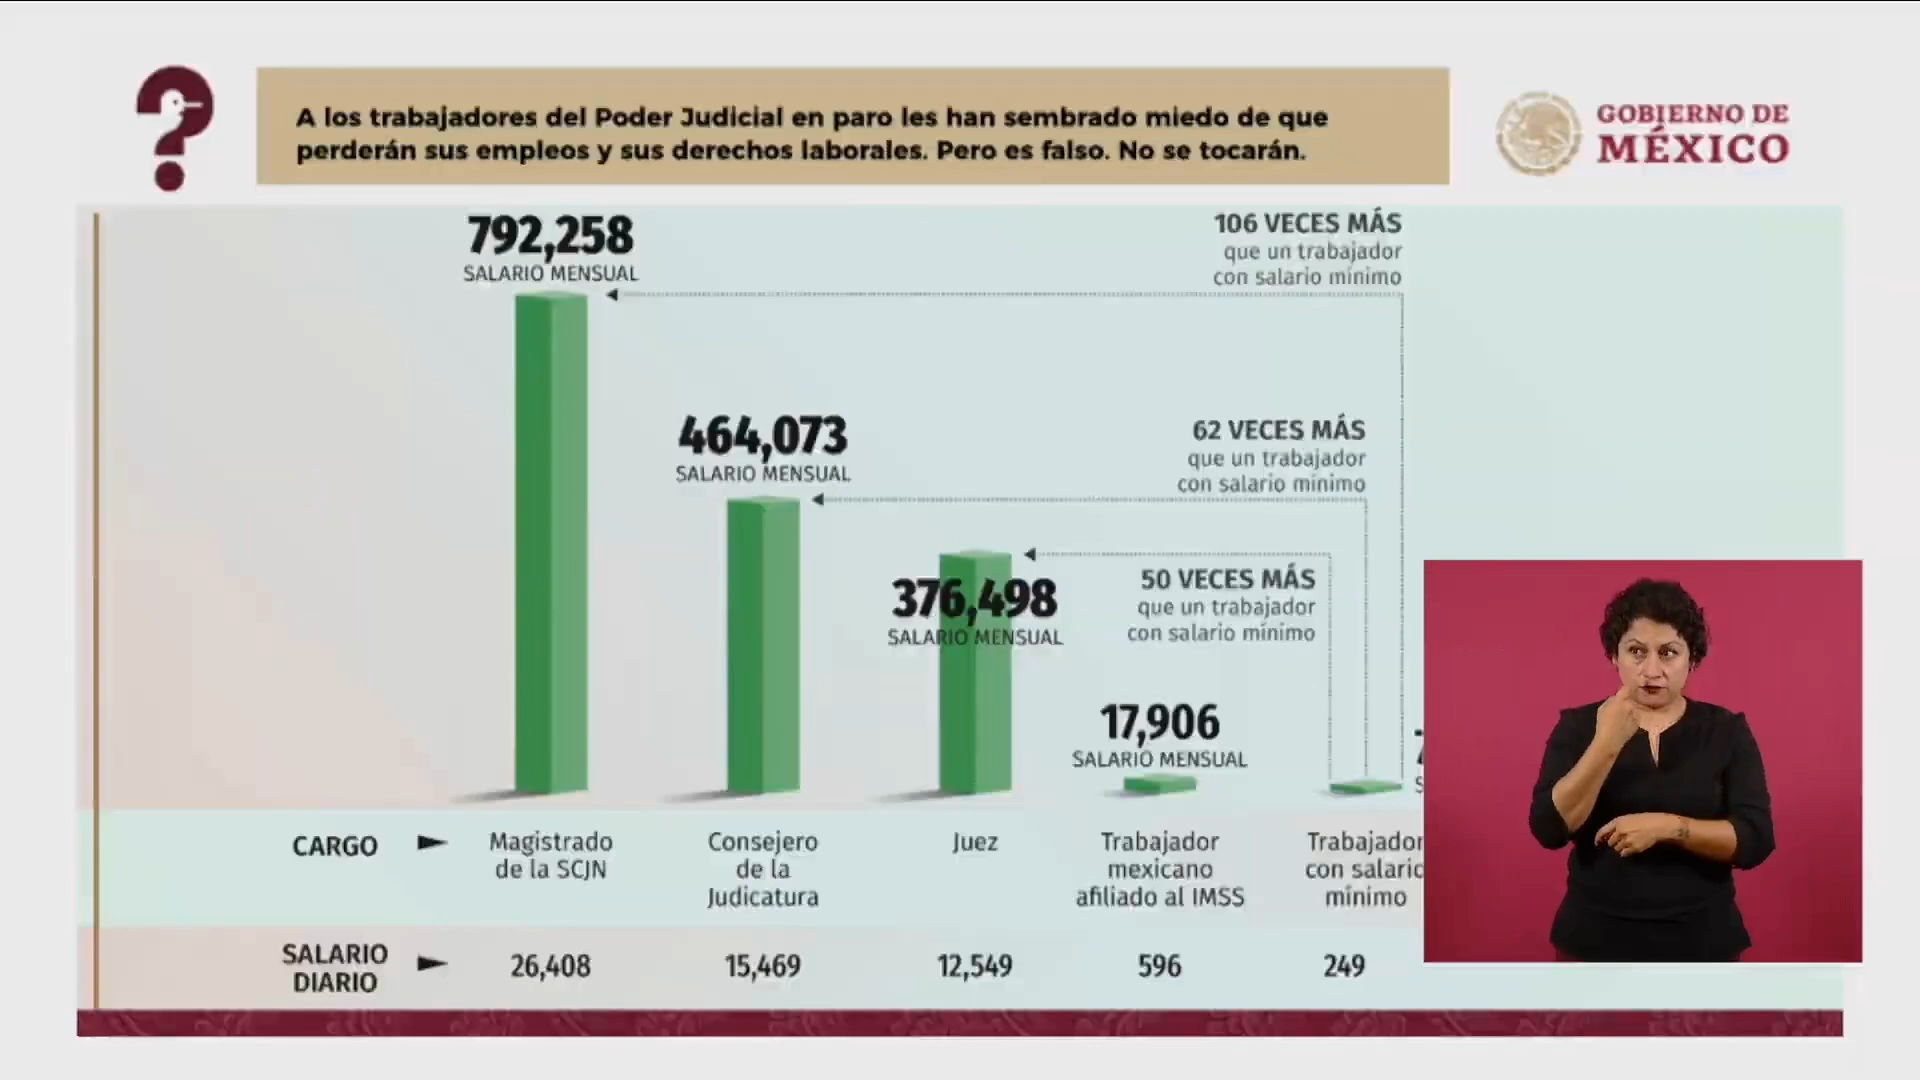 A los trabajadores del Poder Judicial en paro les han sembrado miedo de que
perderán sus empleos y sus derechos laborales. Pero es falso. No se tocarán.
GOBIERNO DE
MÉXICO
792,258
SALARIO MENSUAL
106 VECES MÁS
que un trabajador
con salario mínimo
464,073
SALARIO MENSUAL
62 VECES MÁS
que un trabajador
con salario mínimo
376,498
SALARIO MENSUAL
50 VECES MÁS
que un trabajador
con salario mínimo
17,906
SALARIO MENSUAL
CARGO
Magistrado
de la SCJN
Consejero
de la
Judicatura
Juez
Trabajador
mexicano
afiliado al IMSS
Trabajador
con salario
mínimo
SALARIO
DIARIO
26,408
15,469
12,549
596
249